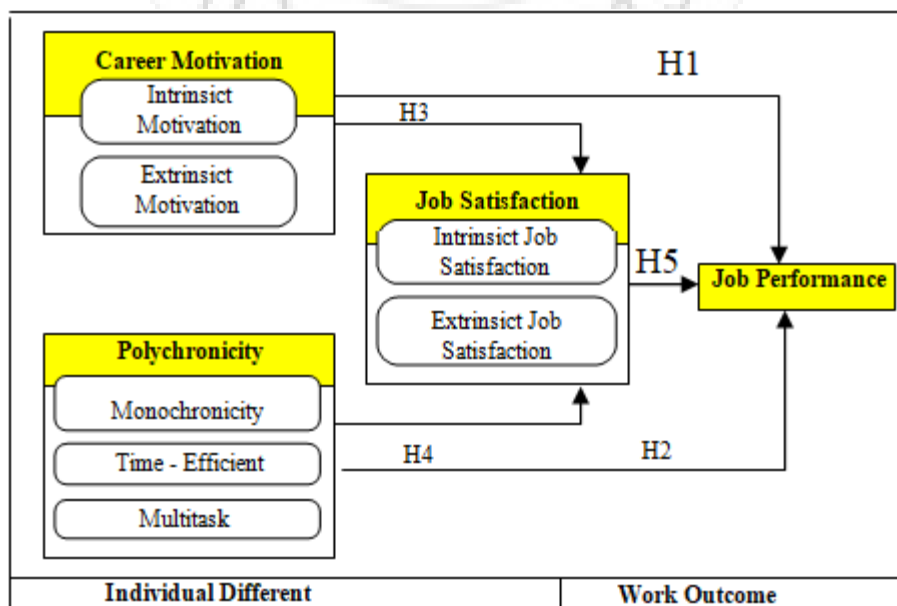 Career Motivation
Intrinsict
Motivation
Extrinsict
Motivation
H1
H3
Job Satisfaction
Intrinsict Job
Satisfaction
Extrinsict Job
Satisfaction
H5
Job Performance
Polychronicity
Monochronicity
Time - Efficient
Multitask
H4
H2
Individual Different
Work Outcome